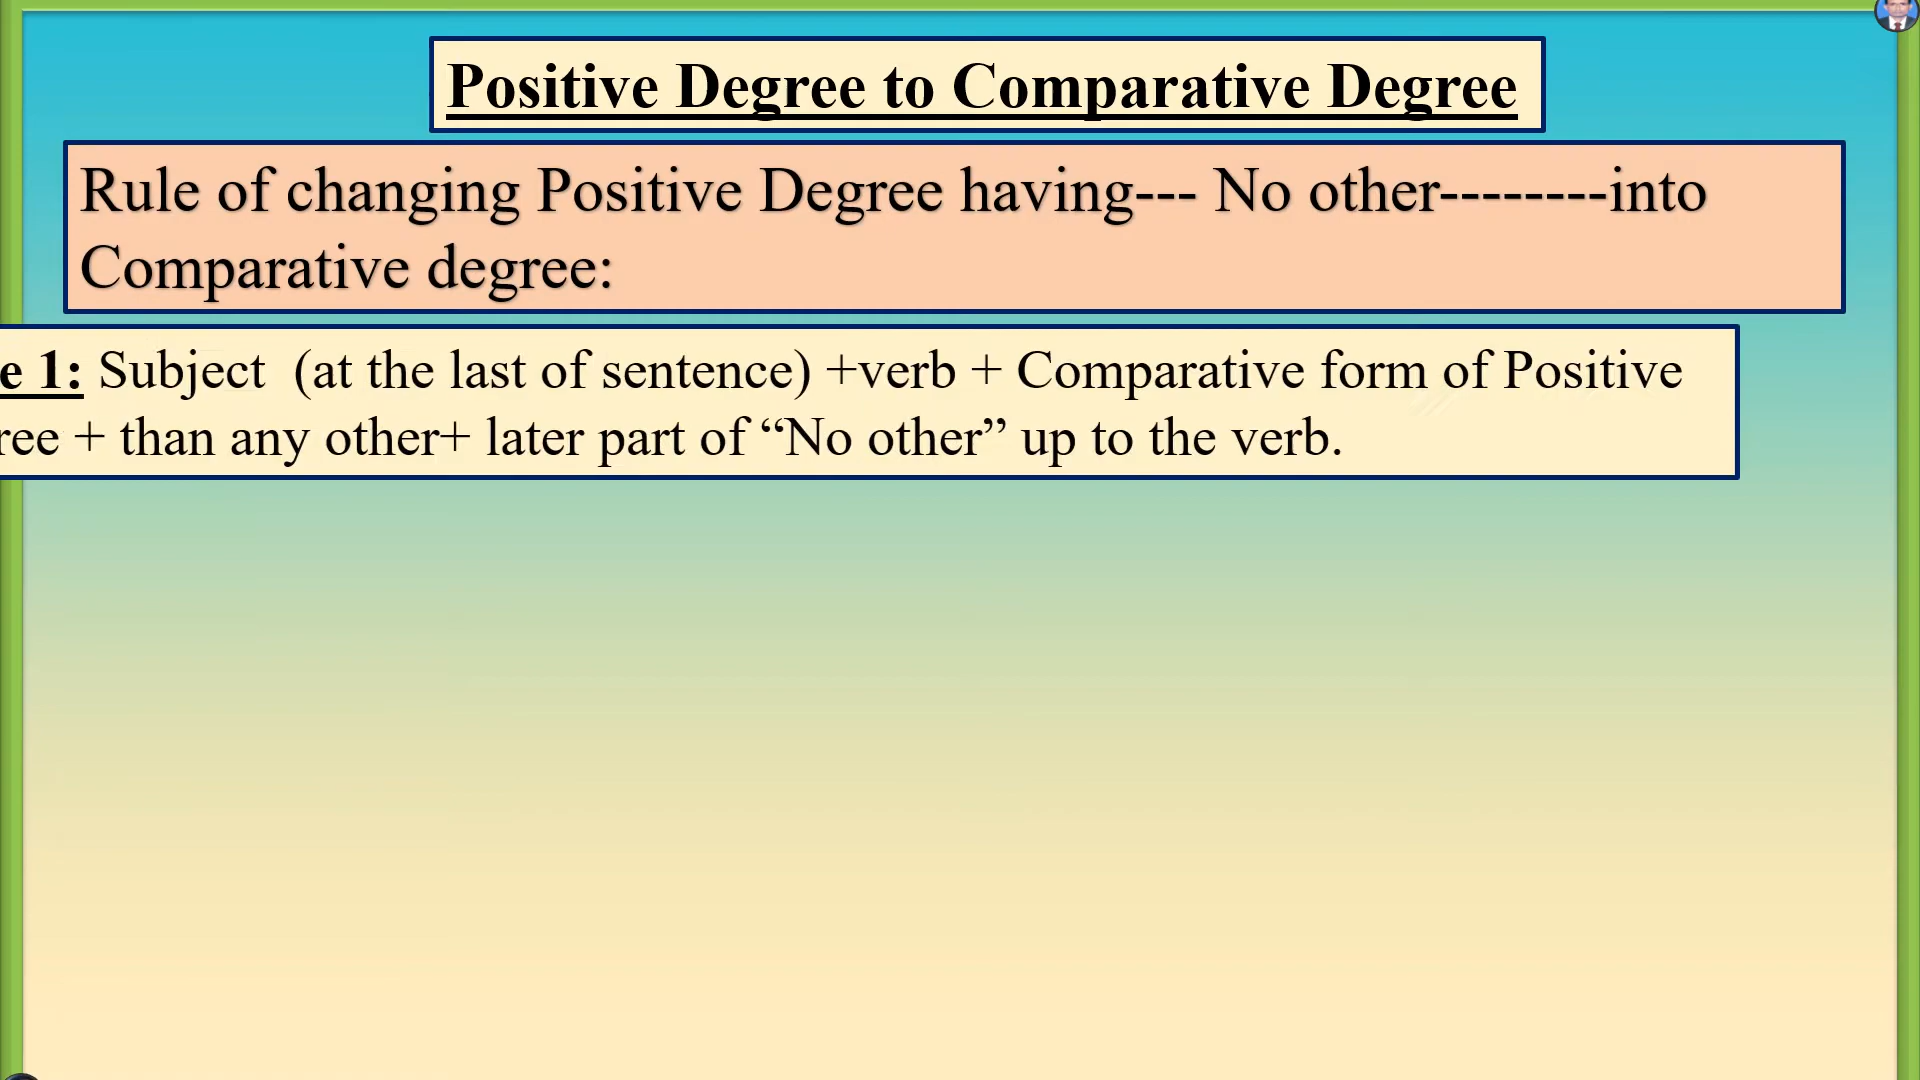 Positive Degree to Comparative Degree
Rule of changing Positive Degree having--- No other--------into
Comparative degree:
e 1: Subject (at the last of sentence) +verb + Comparative form of Positive
ree + than any other+ later part of “No other” up to the verb.